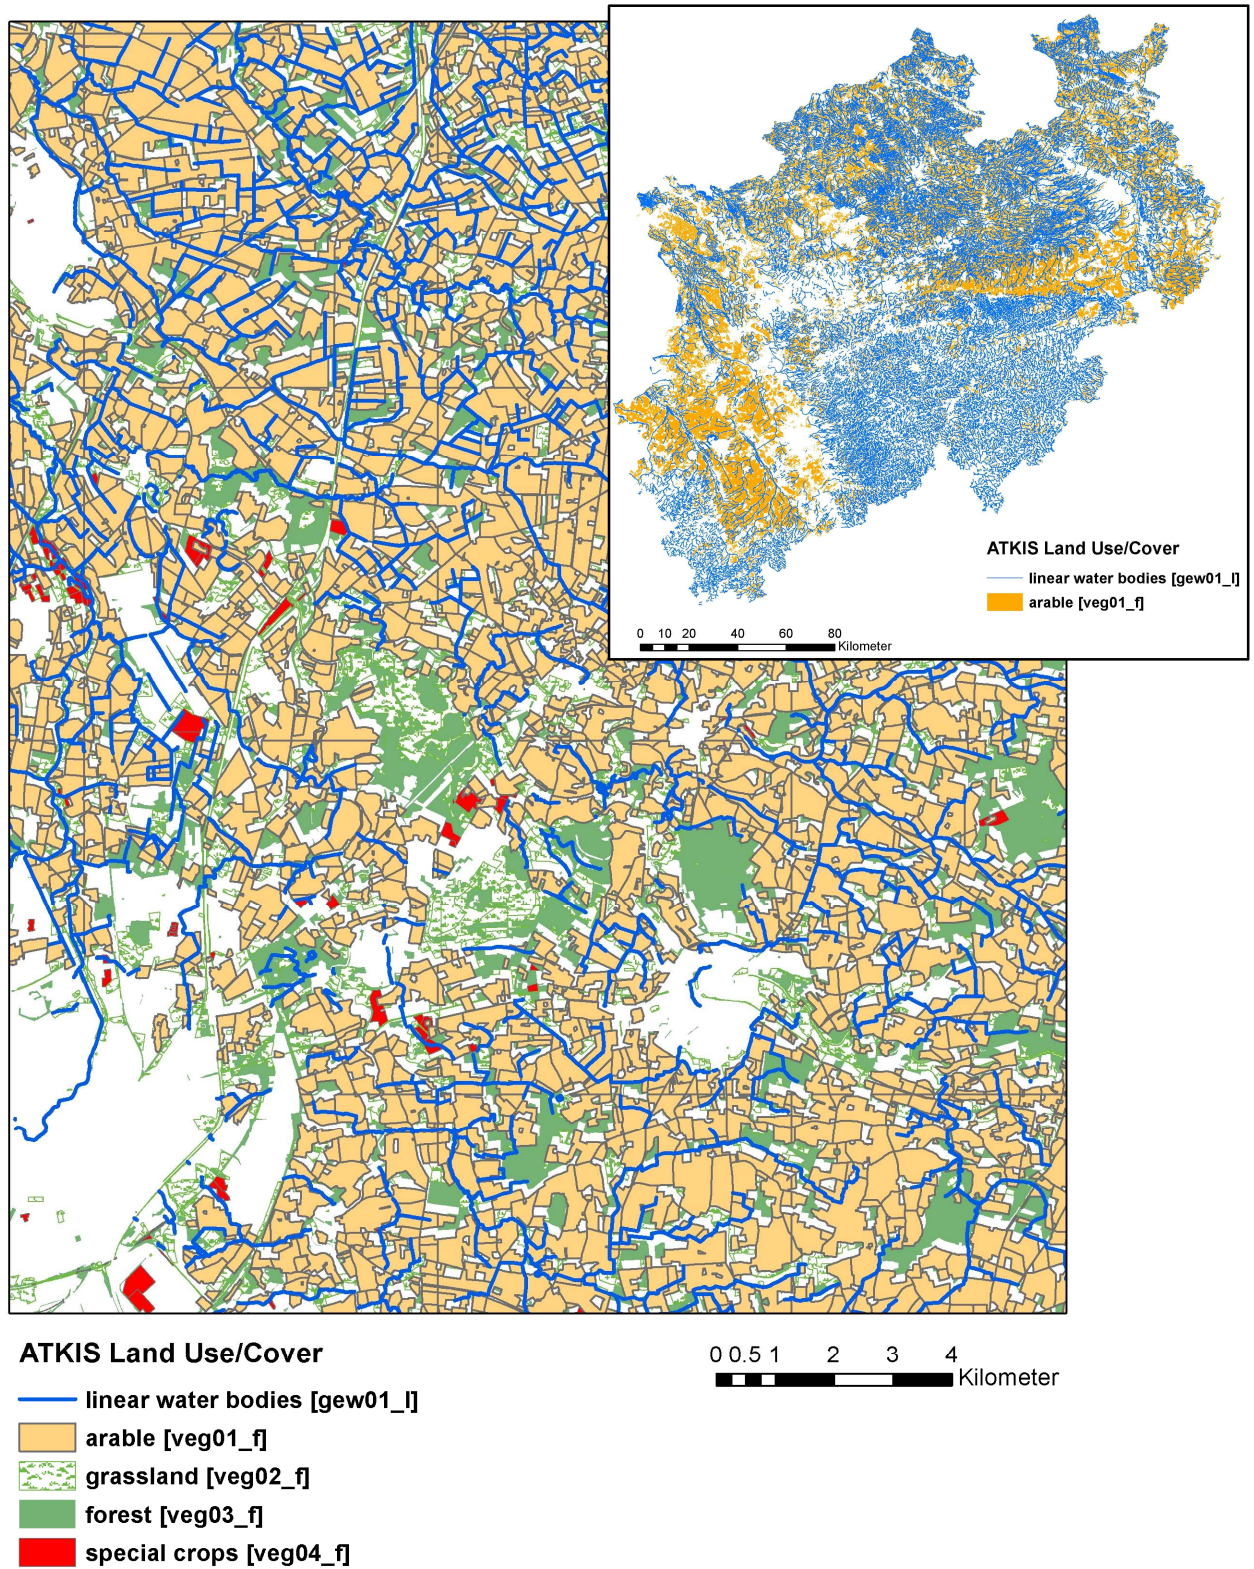 ATKIS Land Use/Cover
linear water bodies [gew01_l]
arable [veg01_f]
0 10 20 40 60 80
Kilometer
ATKIS Land Use/Cover
linear water bodies [gew01_l]
arable [veg01_f]
grassland [veg02_f]
forest [veg03_f]
special crops [veg04_f]
0 0.5 1 2 3 4
Kilometer